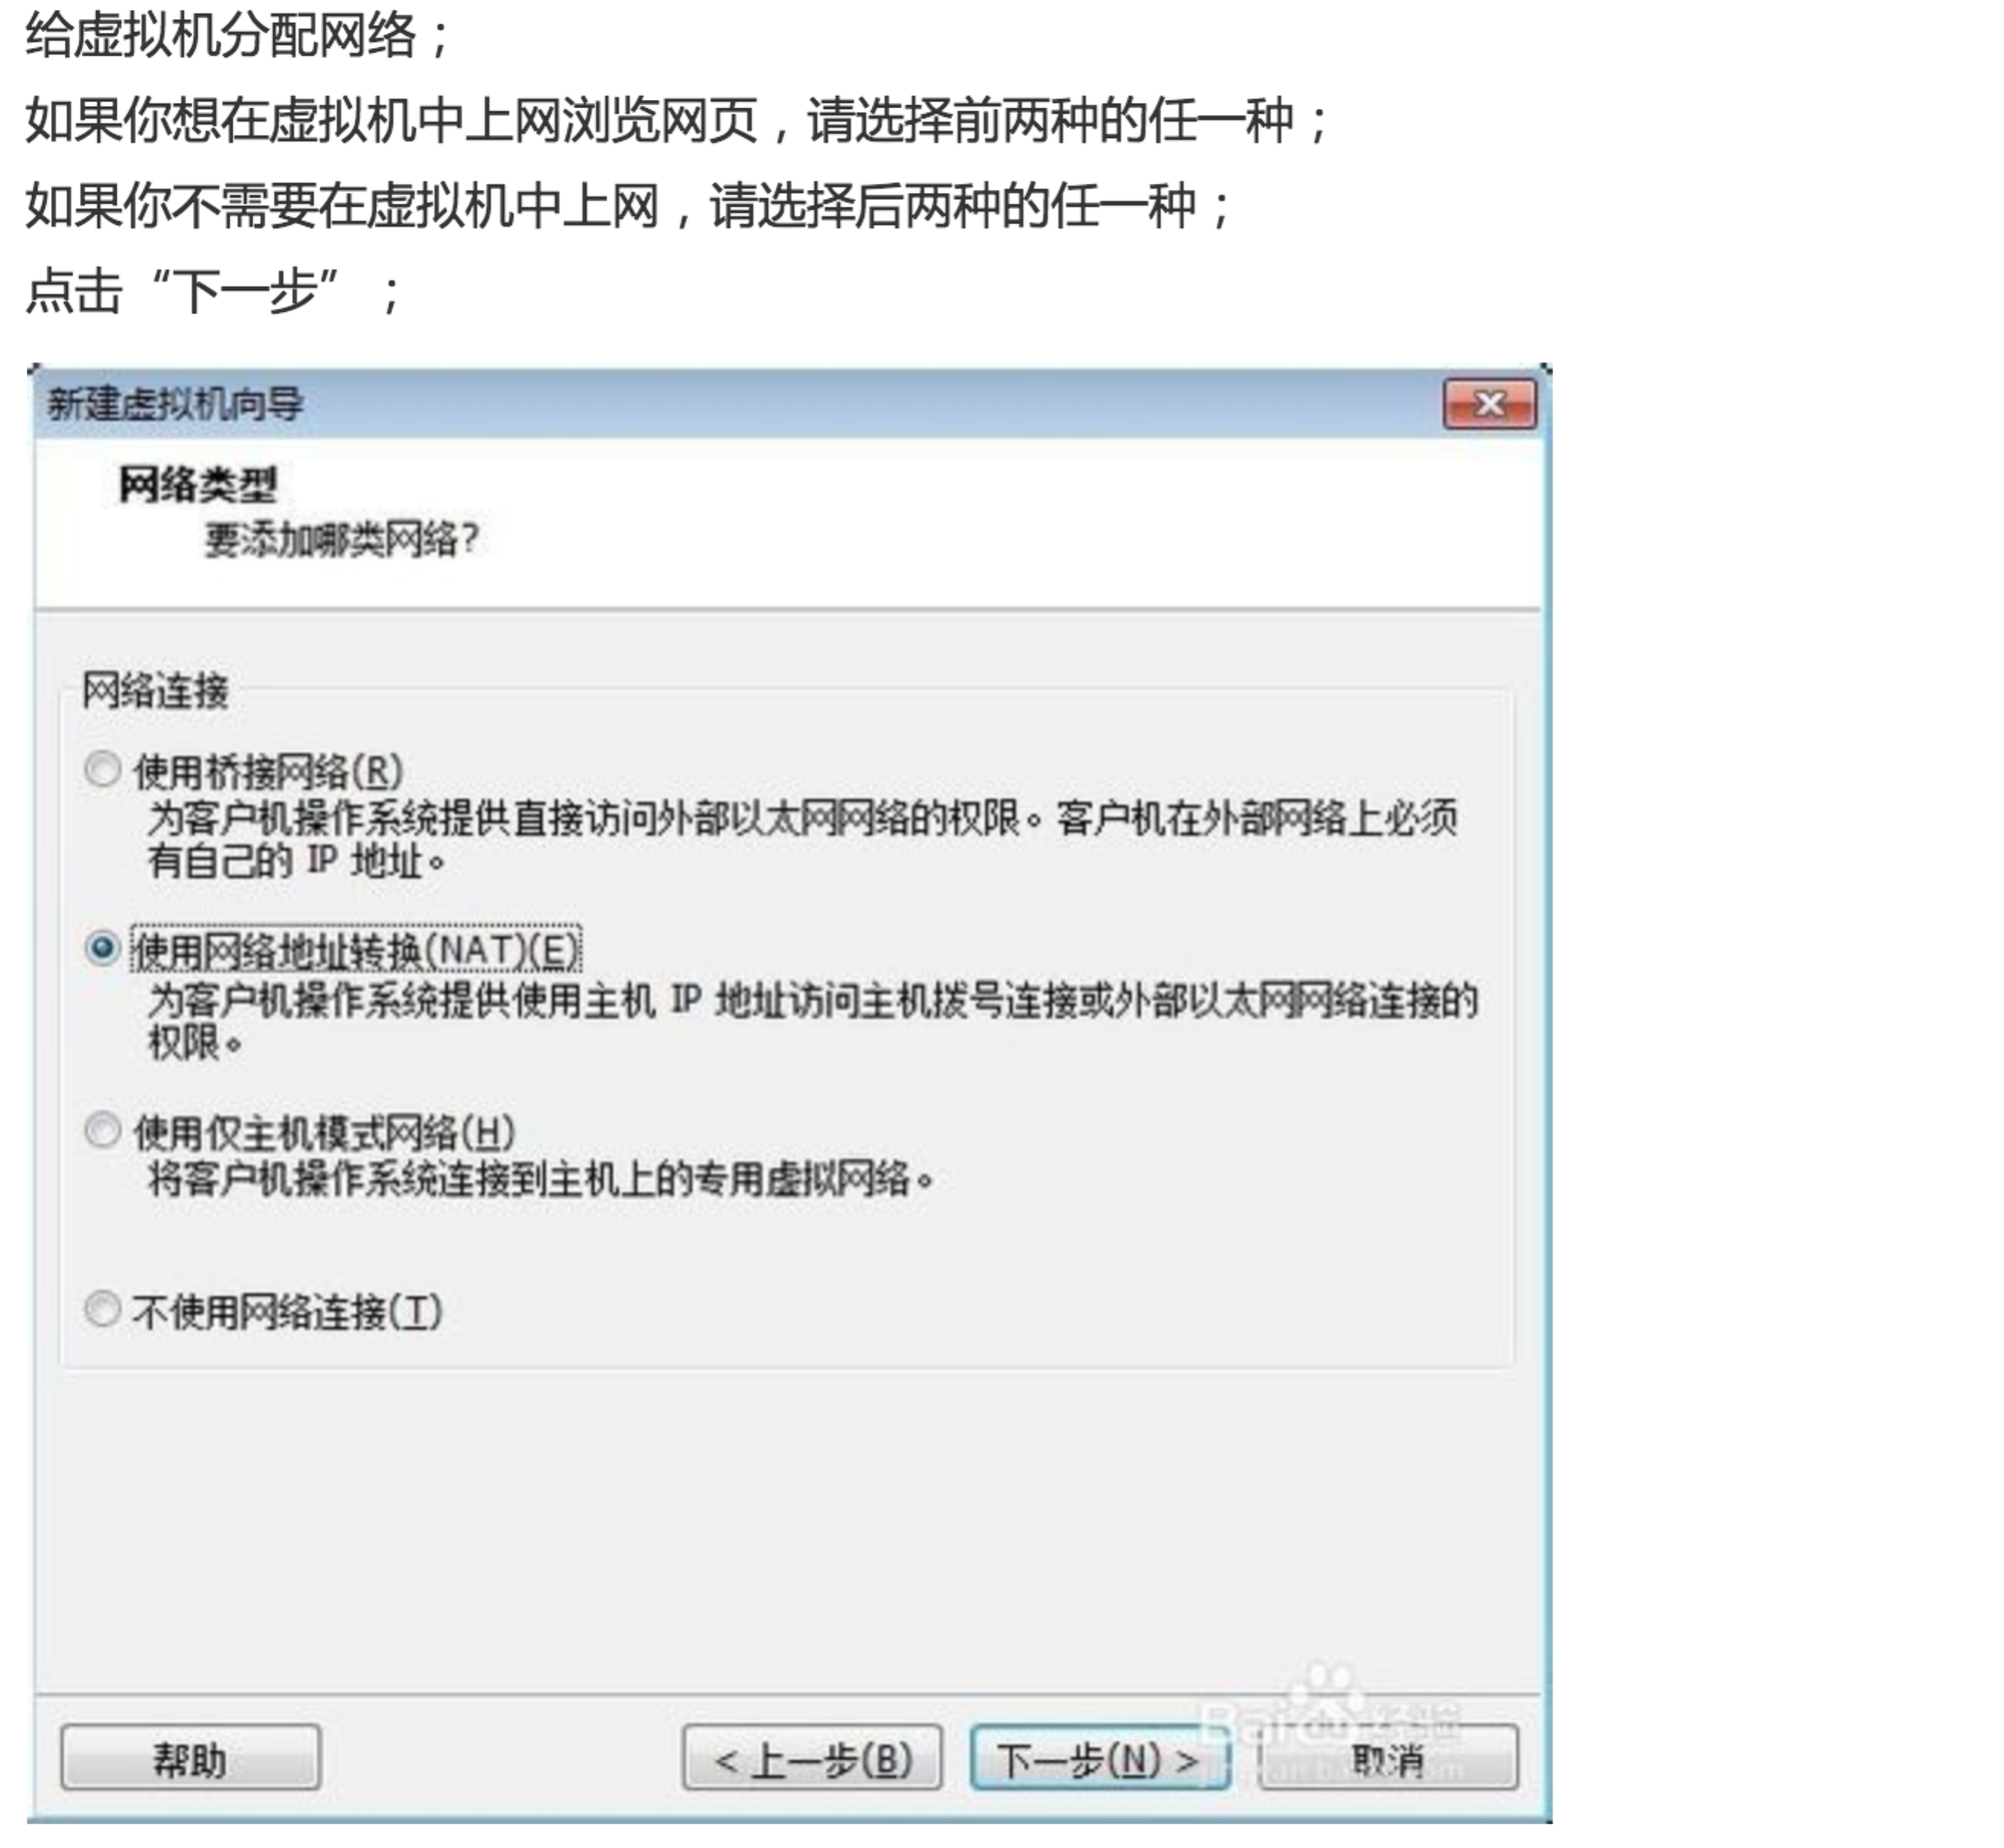 给虚拟机分配网络；
如果你想在虚拟机中上网浏览网页，请选择前两种的任一种；
如果你不需要在虚拟机中上网，请选择后两种的任一种；
点击“下一步”；
新建虚拟机向导
网络类型
要添加哪类网络?
网络连接
使用桥接网络(R)
为客户机操作系统提供直接访问外部以太网网络的权限。客户机在外部网络上必须
有自己的 IP 地址。
使用网络地址转换(NAT)(E)
为客户机操作系统提供使用主机 IP 地址访问主机拨号连接或外部以太网网络连接的
权限。
使用仅主机模式网络(H)
将客户机操作系统连接到主机上的专用虚拟网络。
不使用网络连接(T)
Baidu 经验
帮助
< 上一步(B)
下一步(N) >
取消